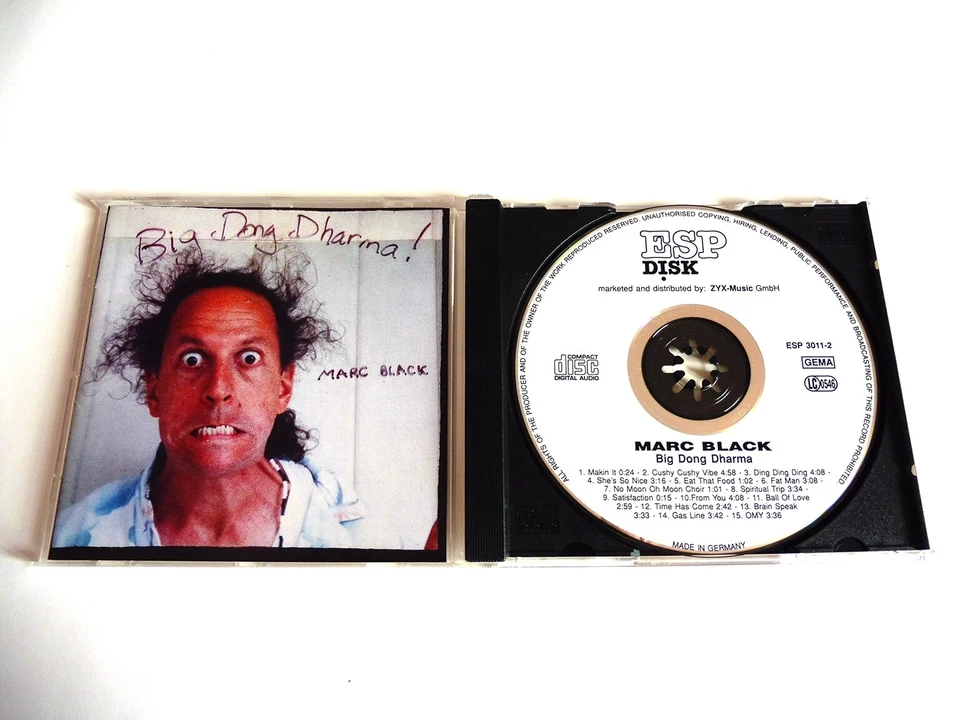 Big Dong Dharma!
MARC BLACK
ALL RIGHTS OF THE PRODUCER AND OF THE OWNER OF THE WORK REPRODUCED RESERVED. UNAUTHORISED COPYING, HIRING, LENDING, PUBLIC PERFORMANCE AND BROADCASTING OF THIS RECORD PROHIBITED.
ESP
DISK
marketed and distributed by: ZYX-Music GmbH
COMPACT
disc
DIGITAL AUDIO
ESP 3011-2
GEMA
LC 0546
MARC BLACK
Big Dong Dharma
1. Makin It 0:24 - 2. Cushy Cushy Vibe 4:58 - 3. Ding Ding Ding 4:08 -
4. She's So Nice 3:16 - 5. Eat That Food 1:02 - 6. Fat Man 3:08 -
7. No Moon Oh Moon Choir 1:01 - 8. Spiritual Trip 3:34 -
9. Satisfaction 0:15 - 10.From You 4:08 - 11. Ball Of Love
2:59 - 12. Time Has Come 2:42 - 13. Brain Speak
3:33 - 14. Gas Line 3:42 - 15. OMY 3:36
MADE IN GERMANY